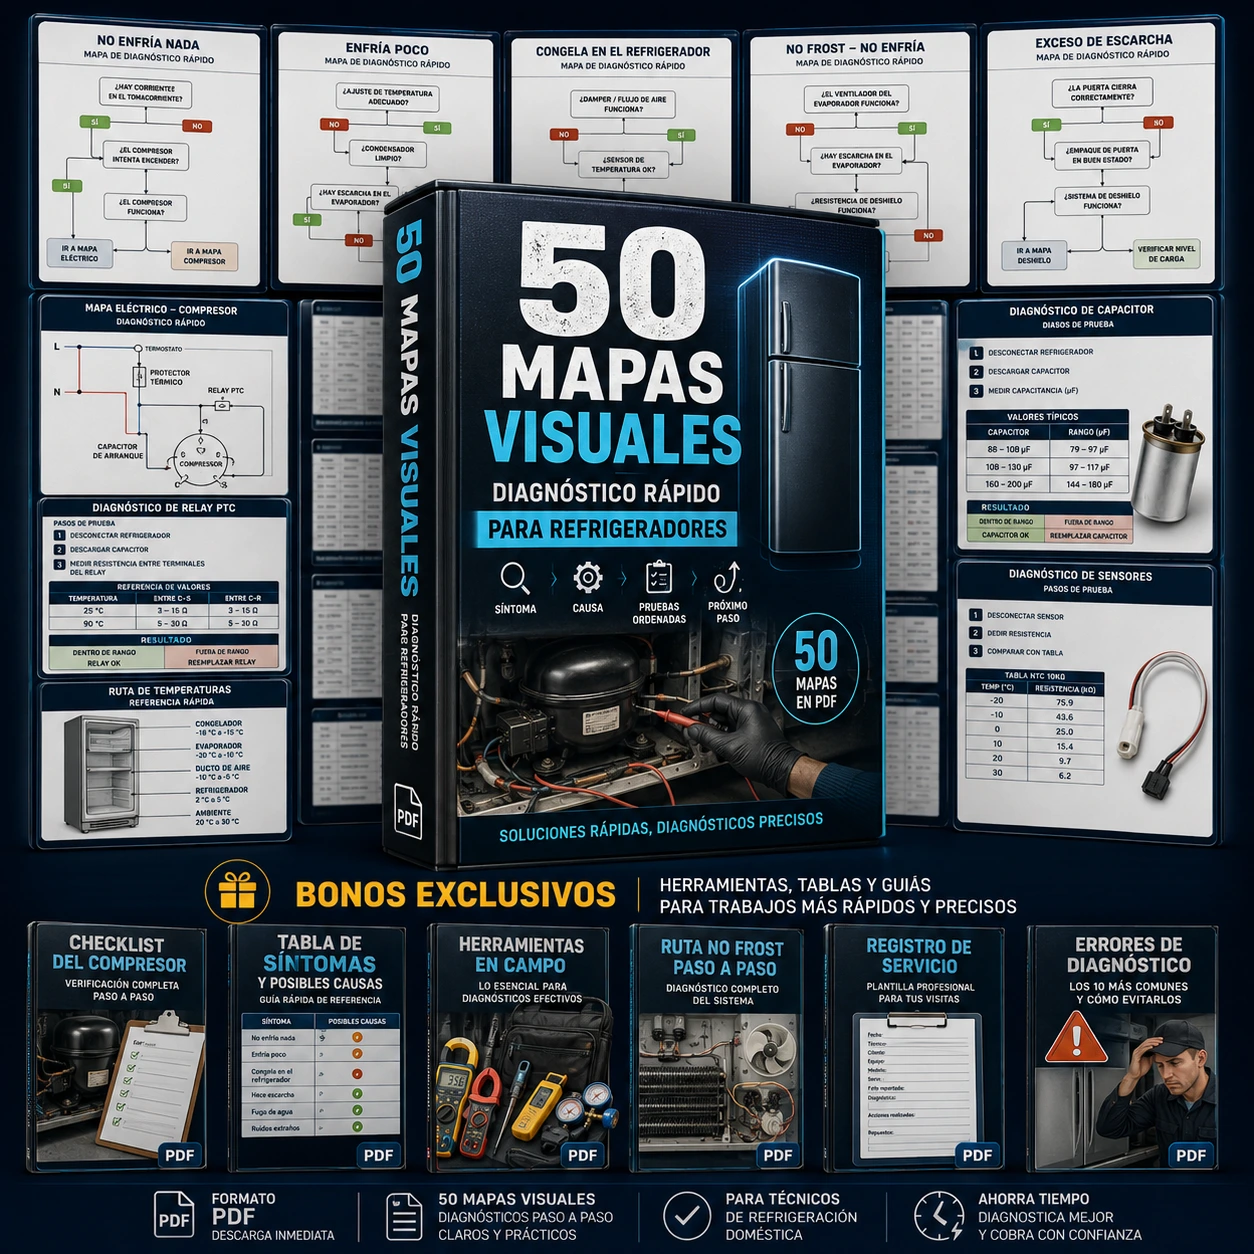 NO ENFRÍA NADA
MAPA DE DIAGNÓSTICO RÁPIDO
¿HAY CORRIENTE
EN EL TOMACORRIENTE?
SÍ
NO
¿EL COMPRESOR
INTENTA ENCENDER?
SÍ
¿EL COMPRESOR
FUNCIONA?
IR A MAPA
ELÉCTRICO
IR A MAPA
COMPRESOR
ENFRÍA POCO
MAPA DE DIAGNÓSTICO RÁPIDO
¿AJUSTE DE TEMPERATURA
ADECUADO?
NO
SÍ
¿CONDENSADOR
LIMPIO?
¿HAY ESCARCHA EN EL
EVAPORADOR?
SÍ
NO
CONGELA EN EL REFRIGERADOR
MAPA DE DIAGNÓSTICO RÁPIDO
¿DAMPER / FLUJO DE AIRE
FUNCIONA?
NO
SÍ
¿SENSOR DE
TEMPERATURA OK?
NO FROST – NO ENFRÍA
MAPA DE DIAGNÓSTICO RÁPIDO
¿EL VENTILADOR DEL
EVAPORADOR FUNCIONA?
NO
SÍ
¿HAY ESCARCHA EN EL
EVAPORADOR?
¿RESISTENCIA DE DESHIELO
FUNCIONA?
NO
EXCESO DE ESCARCHA
MAPA DE DIAGNÓSTICO RÁPIDO
¿LA PUERTA CIERRA
CORRECTAMENTE?
SÍ
NO
¿EMPAQUE DE PUERTA
EN BUEN ESTADO?
¿SISTEMA DE DESHIELO
FUNCIONA?
IR A MAPA
DESHIELO
VERIFICAR NIVEL
DE CARGA
MAPA ELÉCTRICO – COMPRESOR
DIAGNÓSTICO RÁPIDO
L
TERMOSTATO
PROTECTOR
TÉRMICO
N
RELAY PTC
CAPACITOR
DE ARRANQUE
COMPRESOR
DIAGNÓSTICO DE RELAY PTC
PASOS DE PRUEBA
1 DESCONECTAR REFRIGERADOR
2 DESCARGAR CAPACITOR
3 MEDIR RESISTENCIA ENTRE TERMINALES
DEL RELAY
REFERENCIA DE VALORES
TEMPERATURA ENTRE C-S ENTRE C-R
25 °C 3 – 15 Ω 3 – 15 Ω
90 °C 5 – 30 Ω 5 – 30 Ω
RESULTADO
DENTRO DE RANGO FUERA DE RANGO
RELAY OK REEMPLAZAR RELAY
RUTA DE TEMPERATURAS
REFERENCIA RÁPIDA
CONGELADOR
-18 °C a -15 °C
EVAPORADOR
-20 °C a -10 °C
DUCTO DE AIRE
-10 °C a -5 °C
REFRIGERADOR
2 °C a 5 °C
AMBIENTE
20 °C a 30 °C
50 MAPAS VISUALES
DIAGNÓSTICO RÁPIDO
PARA REFRIGERADORES
PDF
50
MAPAS
VISUALES
DIAGNÓSTICO RÁPIDO
PARA REFRIGERADORES
SÍNTOMA
CAUSA
PRUEBAS
ORDENADAS
PRÓXIMO
PASO
50
MAPAS
EN PDF
SOLUCIONES RÁPIDAS, DIAGNÓSTICOS PRECISOS
DIAGNÓSTICO DE CAPACITOR
DIASOS DE PRUEBA
1 DESCONECTAR REFRIGERADOR
2 DESCARGAR CAPACITOR
3 MEDIR CAPACITANCIA (µF)
VALORES TÍPICOS
CAPACITOR RANGO (µF)
88 – 108 µF 79 – 97 µF
108 – 130 µF 97 – 117 µF
160 – 200 µF 144 – 180 µF
RESULTADO
DENTRO DE RANGO FUERA DE RANGO
CAPACITOR OK REEMPLAZAR CAPACITOR
DIAGNÓSTICO DE SENSORES
PASOS DE PRUEBA
1 DESCONECTAR SENSOR
2 DEDIR RESISTENCIA
3 COMPARAR CON TABLA
TABLA NTC 10KΩ
TEMP (°C) RESISTENCIA (kΩ)
-20 75.9
-10 43.6
0 25.0
10 15.4
20 9.7
30 6.2
BONOS EXCLUSIVOS
HERRAMIENTAS, TABLAS Y GUÍAS
PARA TRABAJOS MÁS RÁPIDOS Y PRECISOS
CHECKLIST
DEL COMPRESOR
VERIFICACIÓN COMPLETA
PASO A PASO
PDF
TABLA DE
SÍNTOMAS
Y POSIBLES CAUSAS
GUÍA RÁPIDA DE REFERENCIA
SÍNTOMA POSIBLES CAUSAS
No enfría nada
Enfría poco
Congela en el
refrigerador
Hace escarcha
Fuga de agua
Ruidos extraños
PDF
HERRAMIENTAS
EN CAMPO
LO ESENCIAL PARA
DIAGNÓSTICOS EFECTIVOS
PDF
RUTA NO FROST
PASO A PASO
DIAGNÓSTICO COMPLETO
DEL SISTEMA
PDF
REGISTRO DE
SERVICIO
PLANTILLA PROFESIONAL
PARA TUS VISITAS
Fecha:
Cliente:
Equipo:
Modelo:
Diagnóstico:
Acciones realizadas:
Repuestos:
PDF
ERRORES DE
DIAGNÓSTICO
LOS 10 MÁS COMUNES
Y CÓMO EVITARLOS
PDF
PDF
FORMATO
PDF
DESCARGA INMEDIATA
50 MAPAS VISUALES
DIAGNÓSTICOS PASO A PASO
CLAROS Y PRÁCTICOS
PARA TÉCNICOS
DE REFRIGERACIÓN
DOMÉSTICA
AHORRA TIEMPO
DIAGNOSTICA MEJOR
Y COBRA CON CONFIANZA